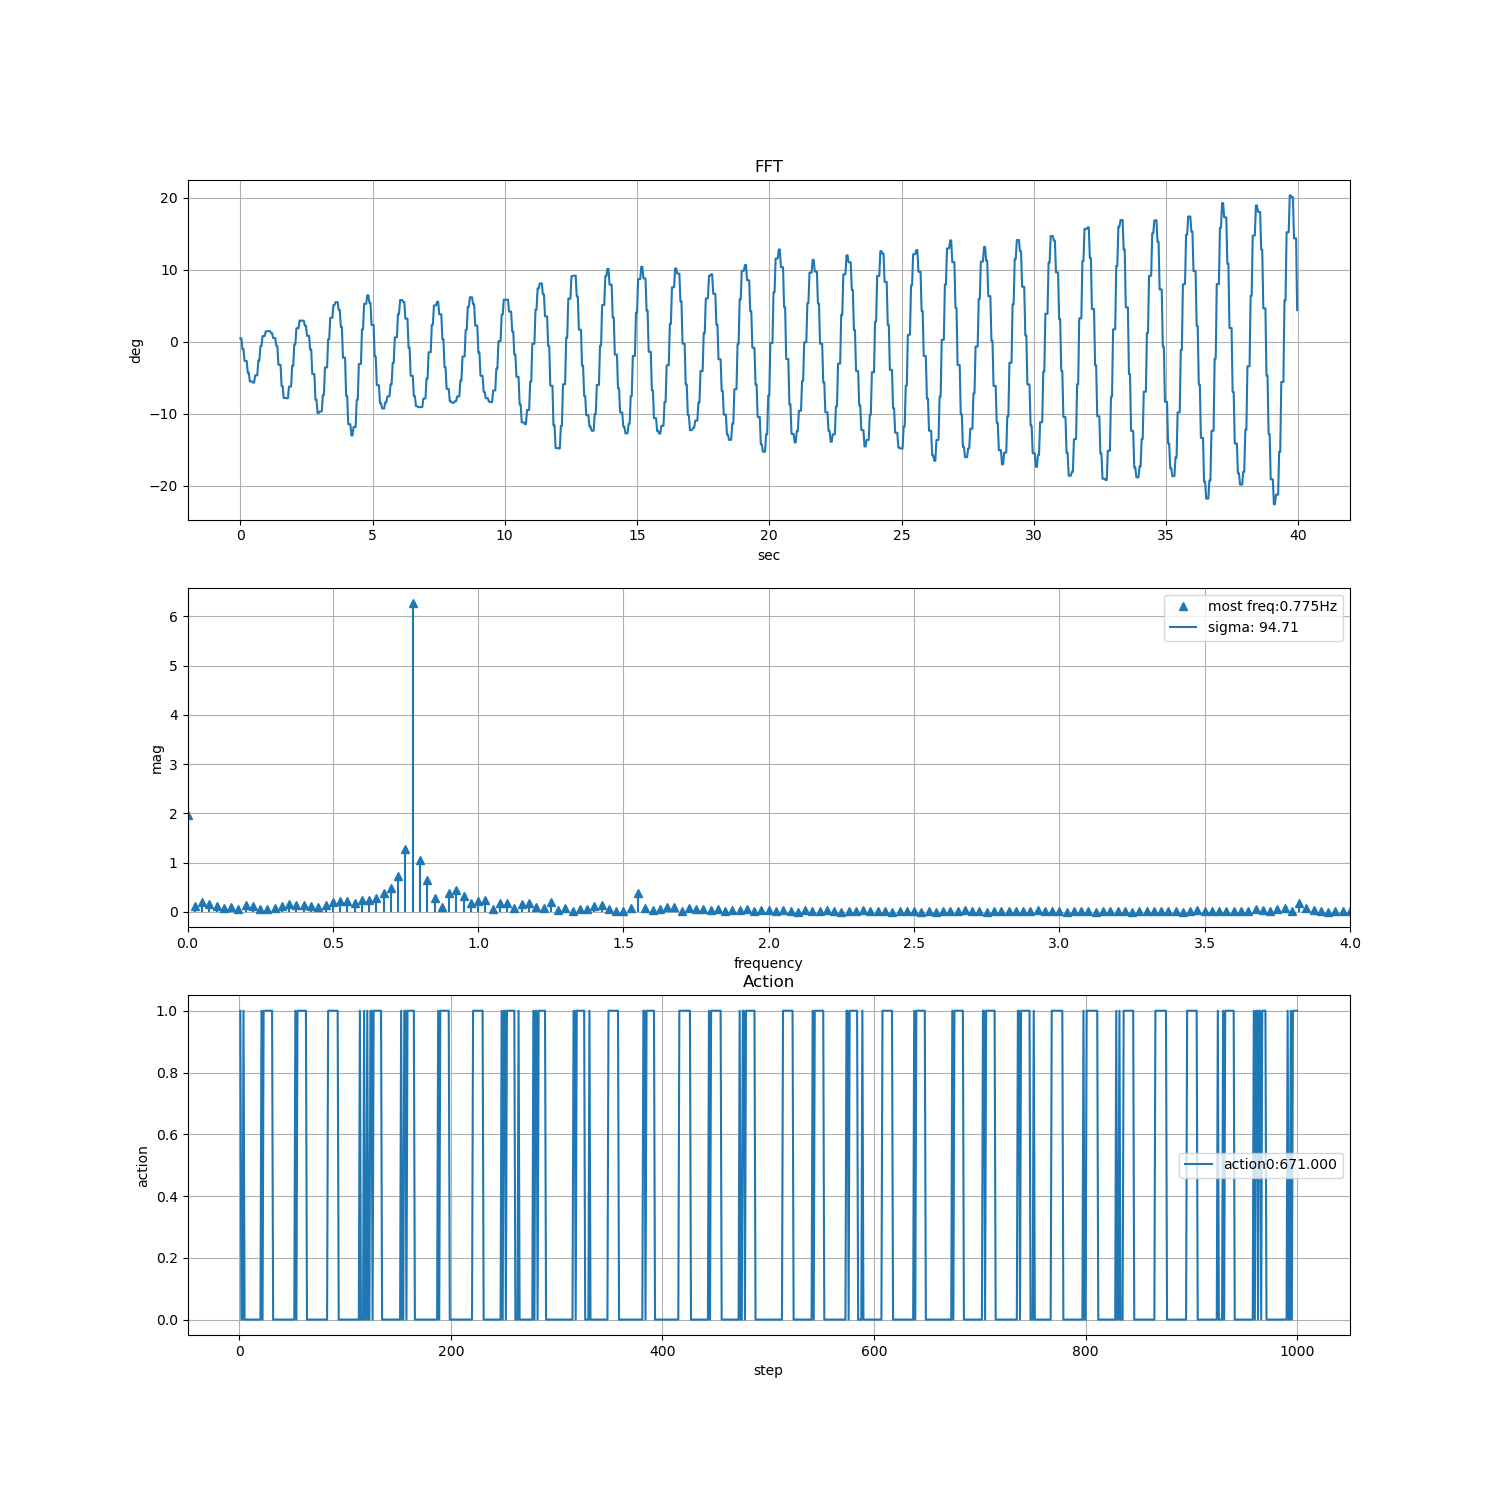 FFT
20
10
0
−10
−20
deg
0 5 10 15 20 25 30 35 40
sec
most freq:0.775Hz
sigma: 94.71
6
5
4
3
2
1
0
mag
0.0 0.5 1.0 1.5 2.0 2.5 3.0 3.5 4.0
frequency
Action
1.0
0.8
0.6
0.4
0.2
0.0
action
action0:671.000
0 200 400 600 800 1000
step